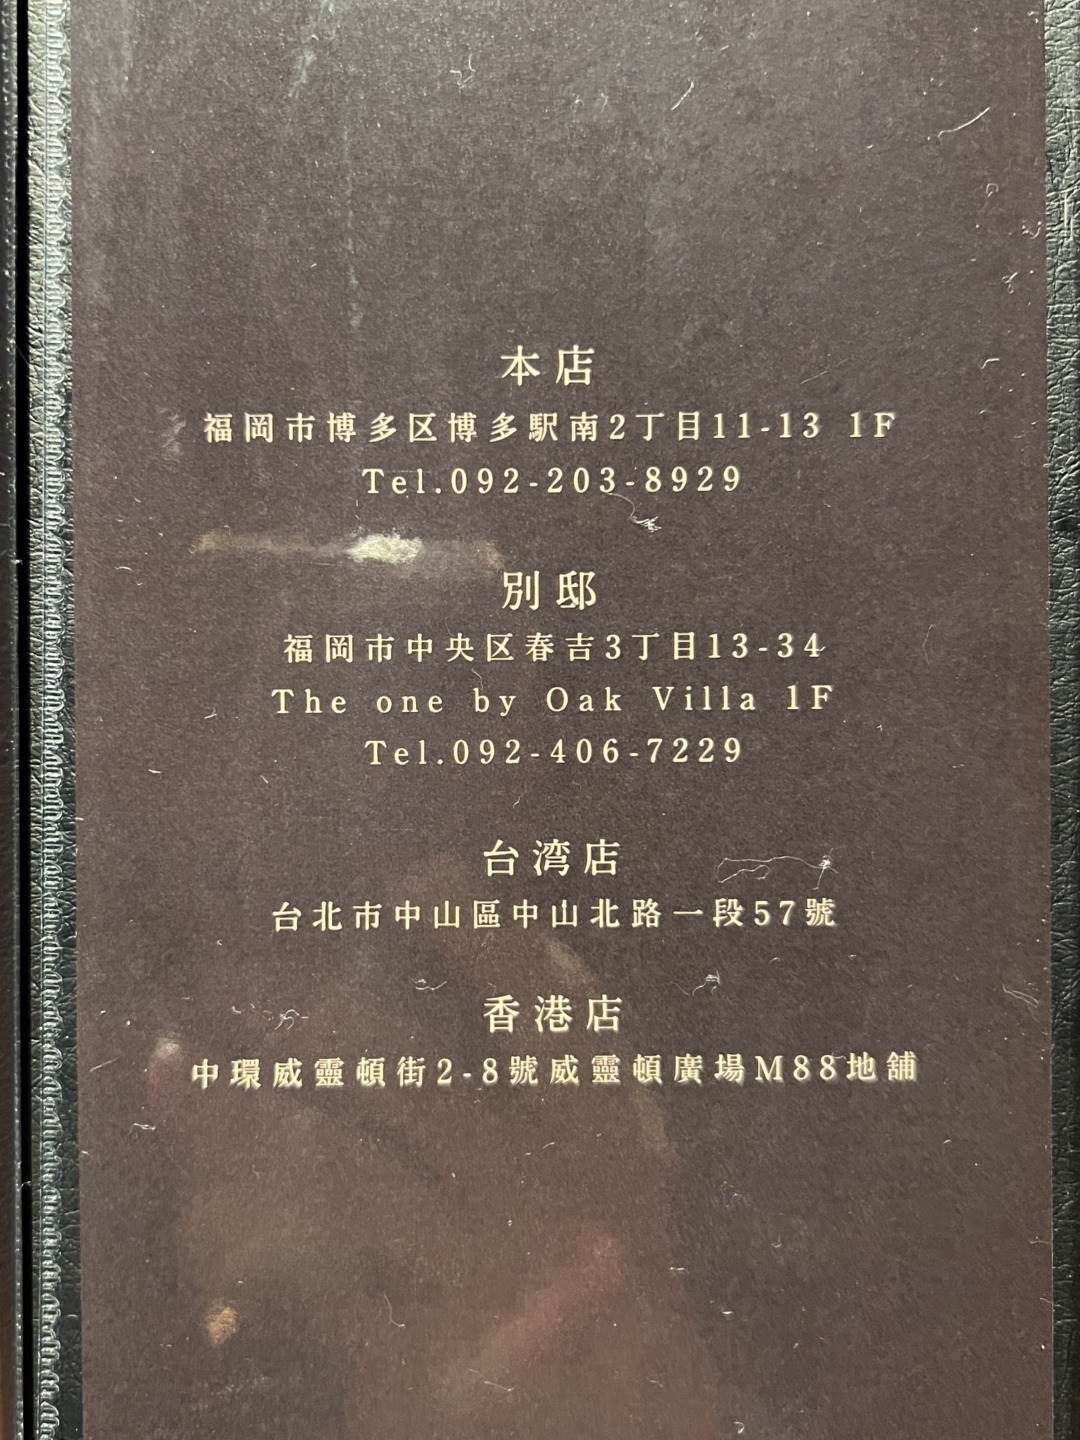 本店
福岡市博多区博多駅南2丁目11-13 1F
Tel.092-203-8929
別邸
福岡市中央区春吉3丁目13-34
The one by Oak Villa 1F
Tel.092-406-7229
台湾店
台北市中山區中山北路一段57號
香港店
中環威靈頓街2-8號威靈頓廣場M88地舖